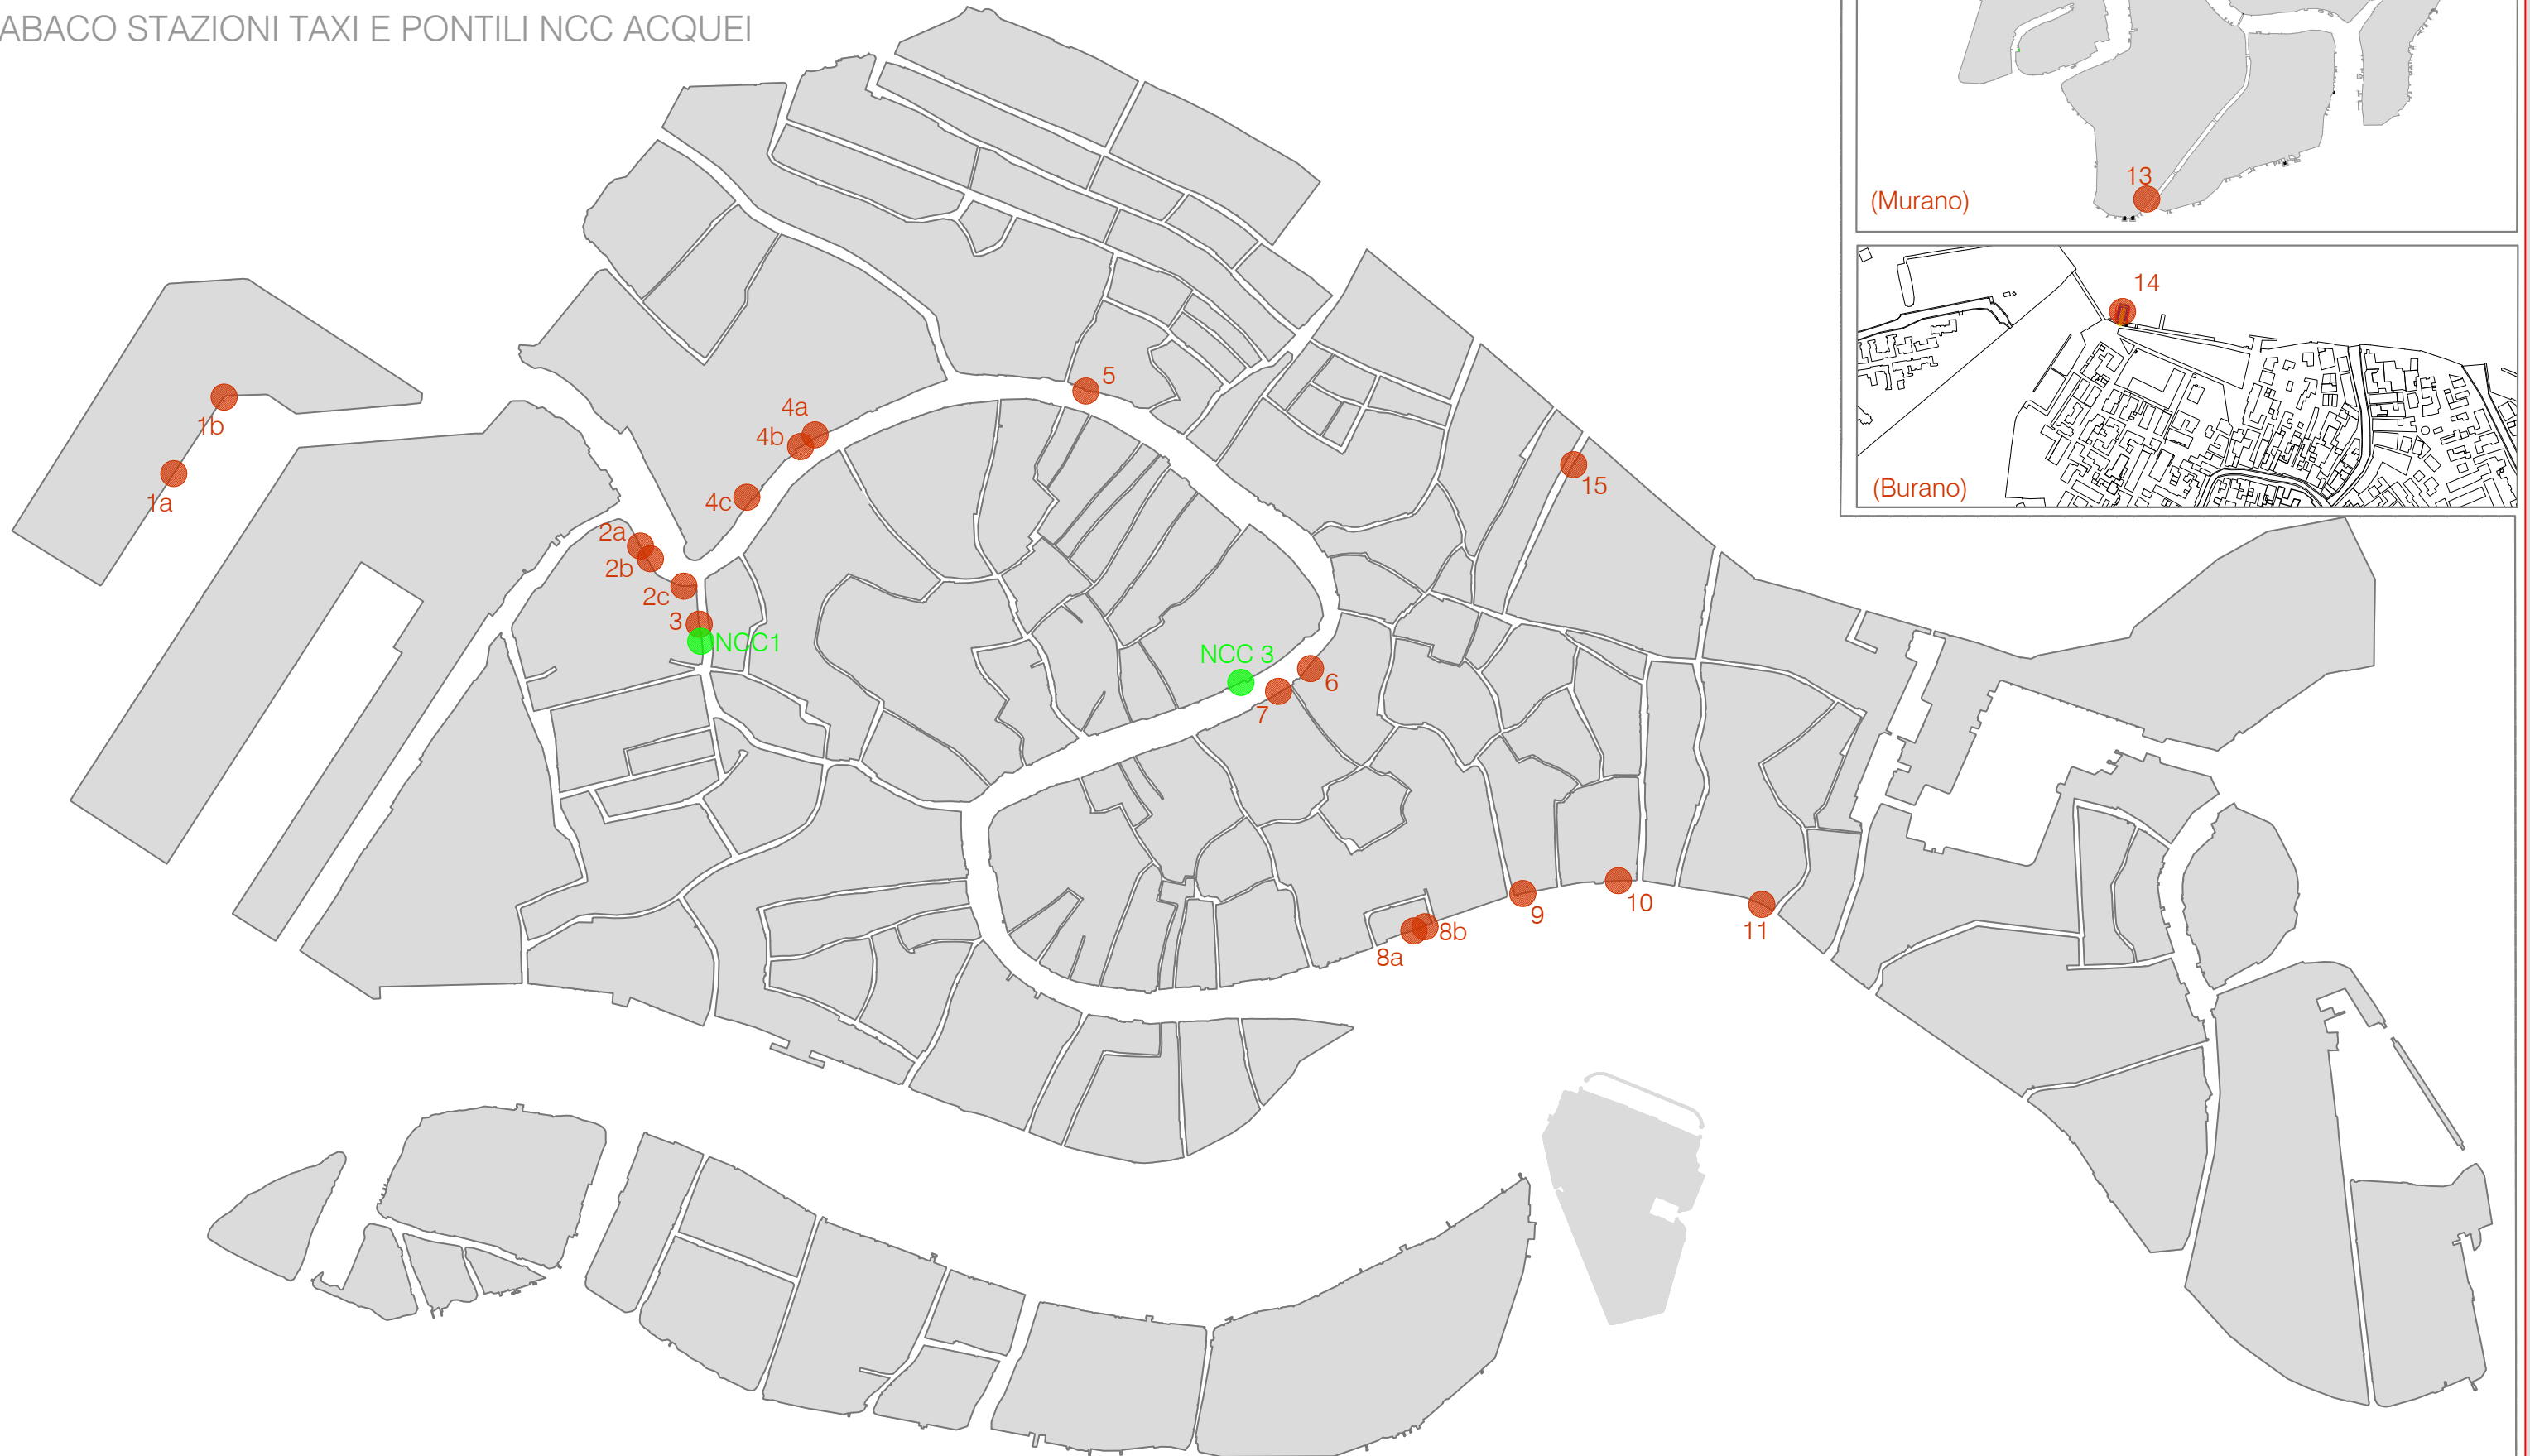 ABACO STAZIONI TAXI E PONTILI NCC ACQUEI
13
(Murano)
14
(Burano)
5
4a
4b
4c
1b
1a
15
2a
2b
2c
3
NCC1
NCC 3
6
7
8a
8b
9
10
11